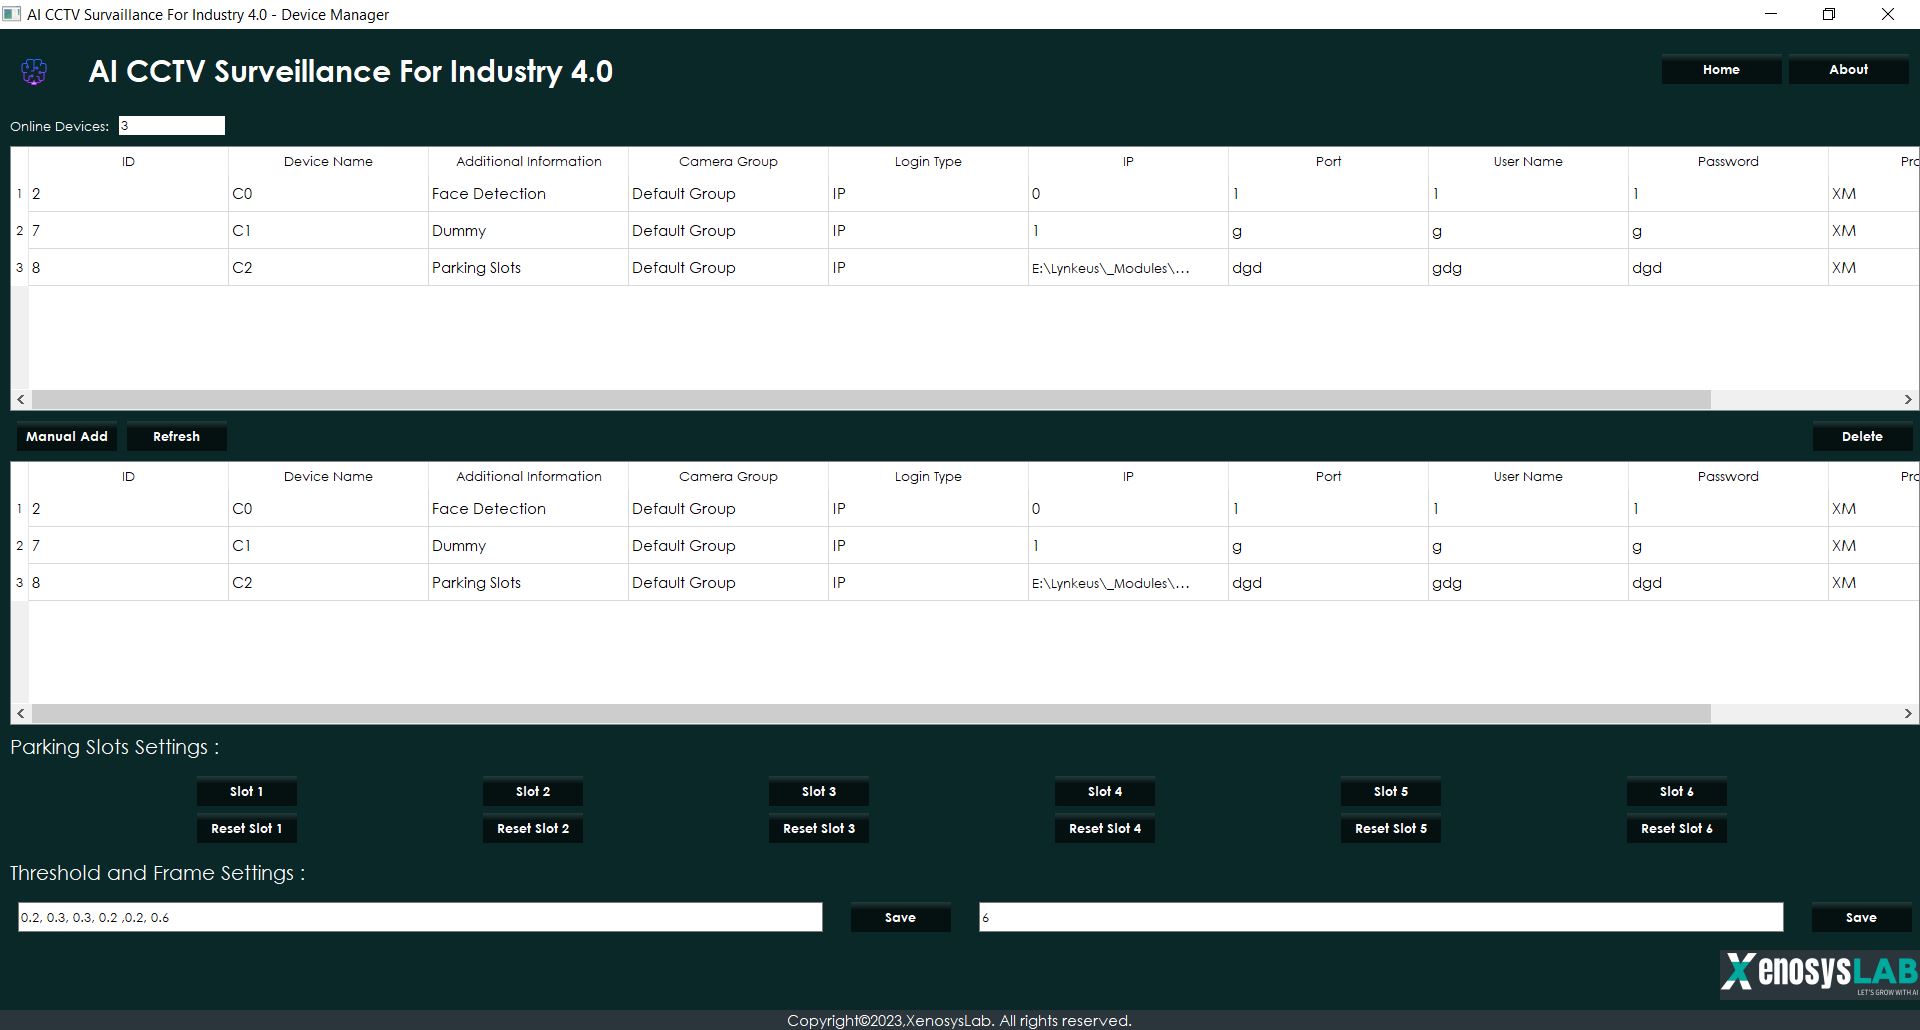 AI CCTV Survaillance For Industry 4.0 - Device Manager
AI CCTV Surveillance For Industry 4.0
Home About
Online Devices: 3
ID Device Name Additional Information Camera Group Login Type IP Port User Name Password Pro
1 2 C0 Face Detection Default Group IP 0 1 1 1 XM
2 7 C1 Dummy Default Group IP 1 g g g XM
3 8 C2 Parking Slots Default Group IP E:\Lynkeus\_Modules\... dgd gdg dgd XM
Manual Add Refresh Delete
ID Device Name Additional Information Camera Group Login Type IP Port User Name Password Pro
1 2 C0 Face Detection Default Group IP 0 1 1 1 XM
2 7 C1 Dummy Default Group IP 1 g g g XM
3 8 C2 Parking Slots Default Group IP E:\Lynkeus\_Modules\... dgd gdg dgd XM
Parking Slots Settings :
Slot 1 Slot 2 Slot 3 Slot 4 Slot 5 Slot 6
Reset Slot 1 Reset Slot 2 Reset Slot 3 Reset Slot 4 Reset Slot 5 Reset Slot 6
Threshold and Frame Settings :
0.2, 0.3, 0.3, 0.2 ,0.2, 0.6 Save 6 Save
XenosysLAB
LET'S GROW WITH AI
Copyright©2023,XenosysLab. All rights reserved.